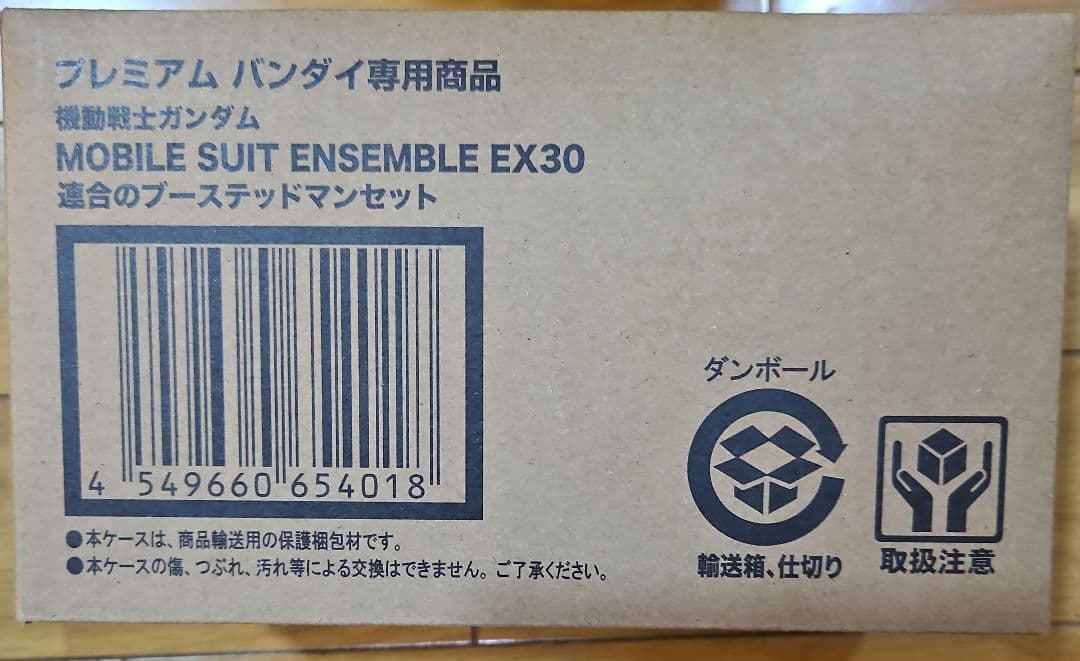 プレミアム バンダイ専用商品
機動戦士ガンダム
MOBILE SUIT ENSEMBLE EX30
連合のブーステッドマンセット
4 549660 654018
●本ケースは、商品輸送用の保護梱包材です。
●本ケースの傷、つぶれ、汚れ等による交換はできません。ご了承ください。
ダンボール
輸送箱、仕切り
取扱注意